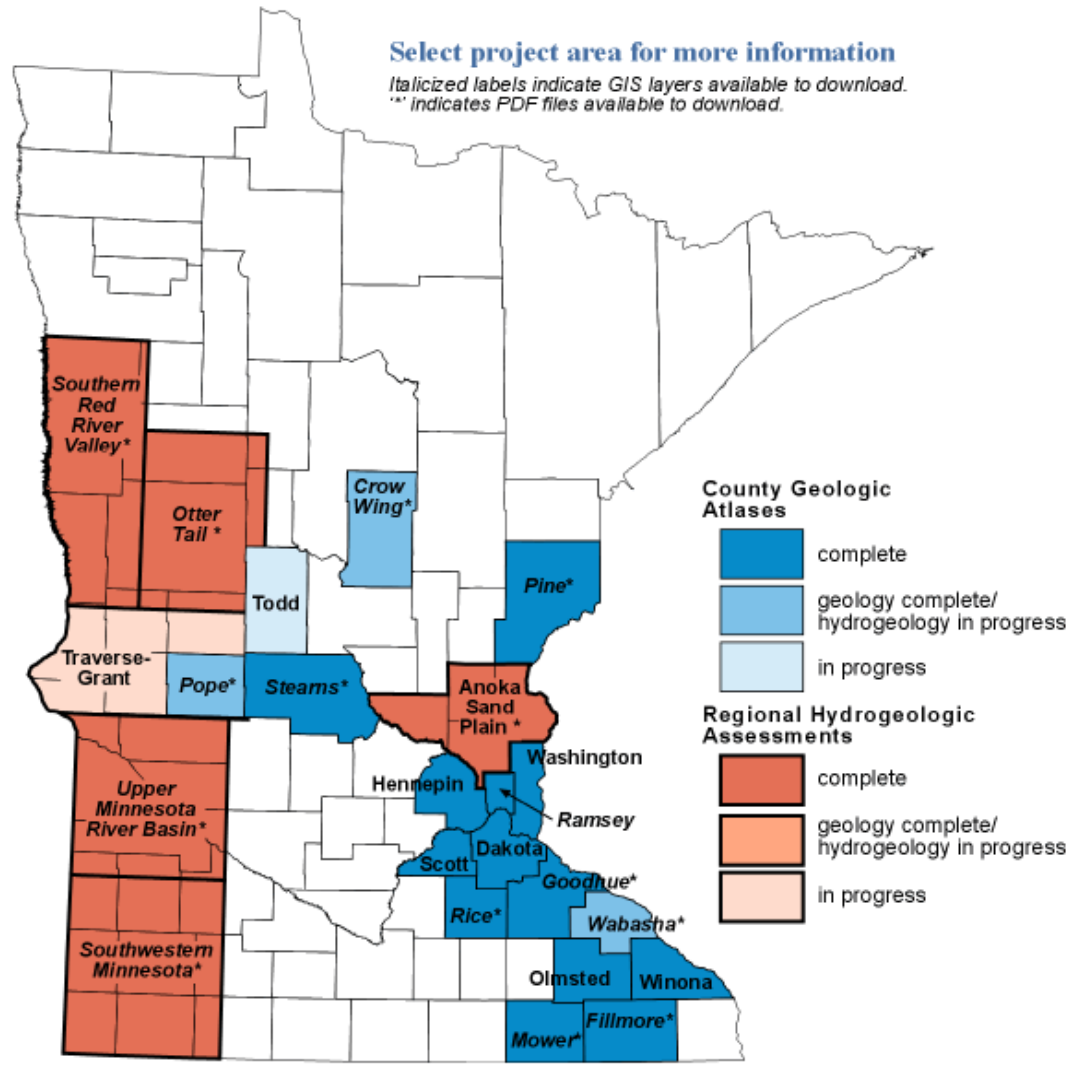 Select project area for more information
Italicized labels indicate GIS layers available to download.
'*' indicates PDF files available to download.
Southern
Red
River
Valley*
Otter
Tail *
Crow
Wing*
Pine*
Todd
Traverse-
Grant
Pope*
Stearns*
Anoka
Sand
Plain *
Washington
Hennepin
Ramsey
Upper
Minnesota
River Basin*
Scott
Dakota
Goodhue*
Rice*
Wabasha*
Southwestern
Minnesota*
Olmsted
Winona
Mower*
Fillmore*
County Geologic
Atlases
complete
geology complete/
hydrogeology in progress
in progress
Regional Hydrogeologic
Assessments
complete
geology complete/
hydrogeology in progress
in progress